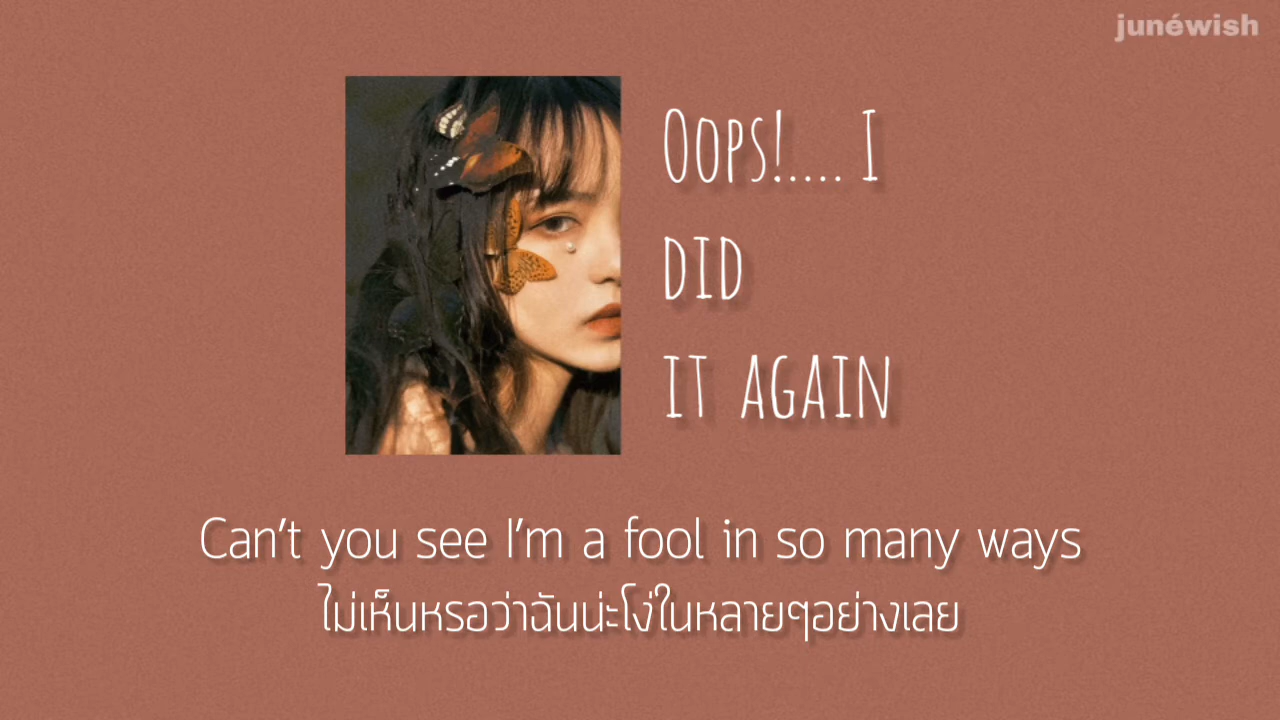 junéwish
Oops!..... I
DID
IT AGAIN
Can't you see I'm a fool in so many ways
ไม่เห็นหรอว่าฉันน่ะโง่ในหลายๆอย่างเลย